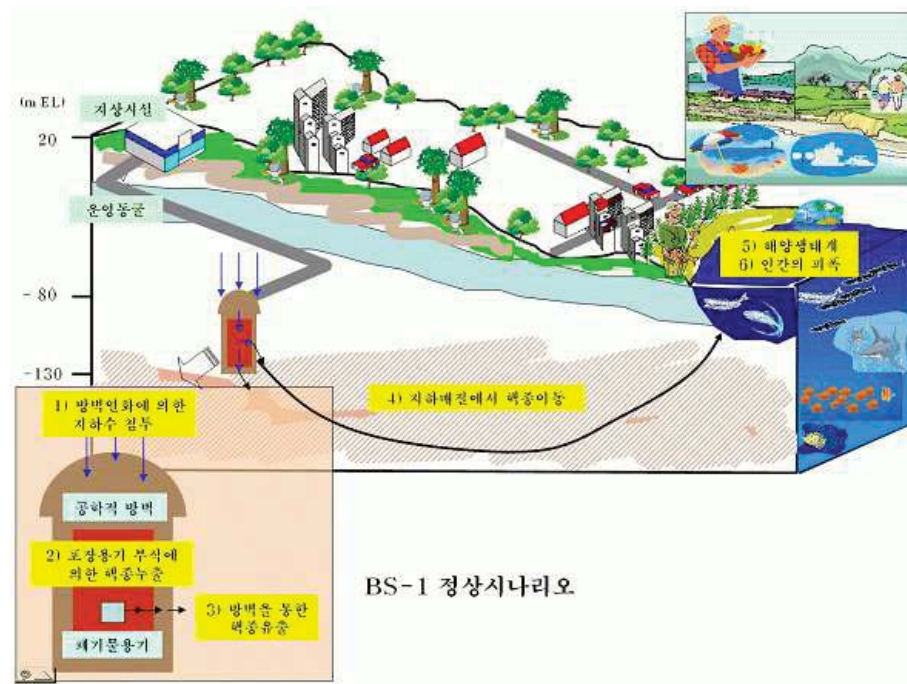 (m EL)
지상시설
20
운영동굴
5) 해양생태계
6) 인간의 피폭
-80
-130
4) 지하매질에서 핵종이동
1) 방벽열화에 의한
지하수 침투
공학적 방벽
2) 포장용기 부식에
의한 핵종누출
3) 방벽을 통한
핵종유출
폐기물용기
BS-1 정상시나리오